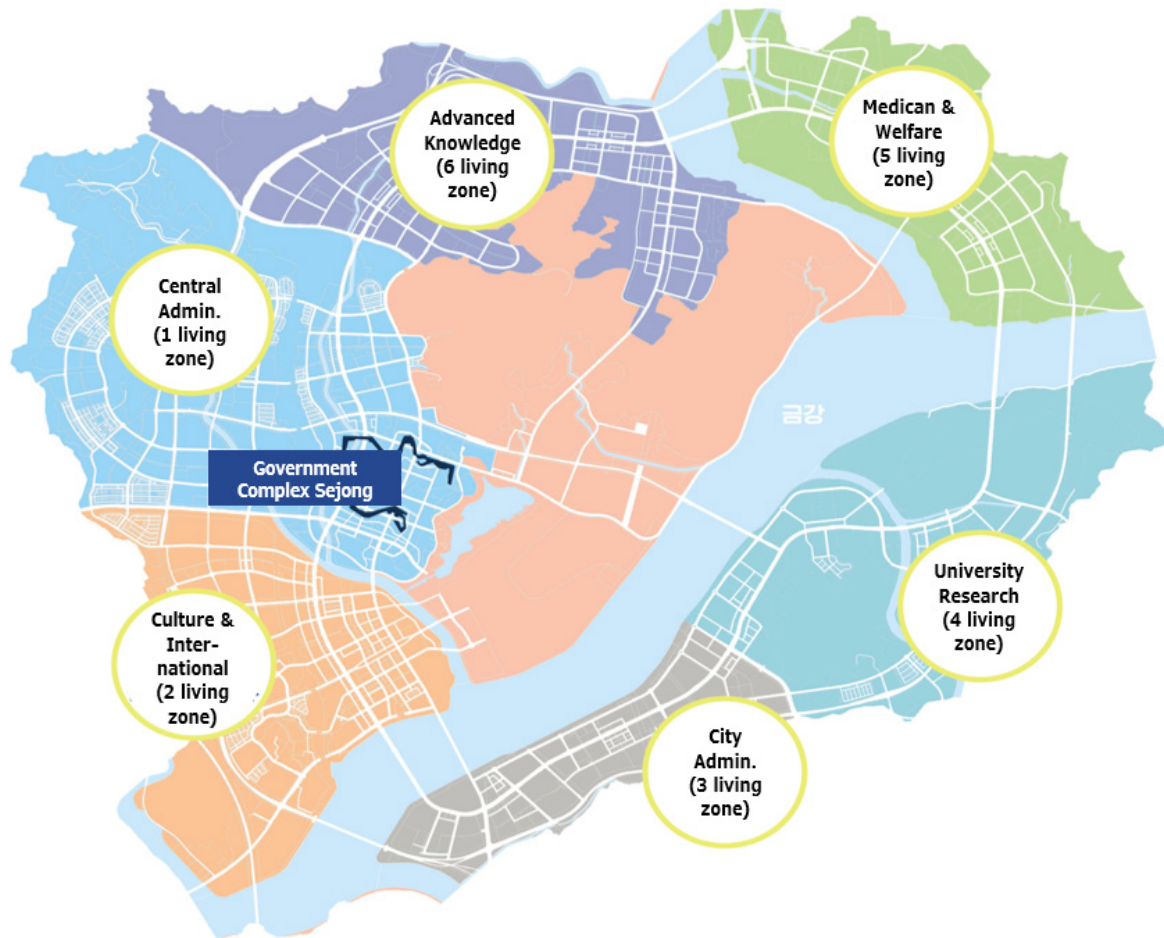 Advanced
Knowledge
(6 living
zone)
Medican &
Welfare
(5 living
zone)
Central
Admin.
(1 living
zone)
금강
Government
Complex Sejong
University
Research
(4 living
zone)
Culture &
Inter-
national
(2 living
zone)
City
Admin.
(3 living
zone)